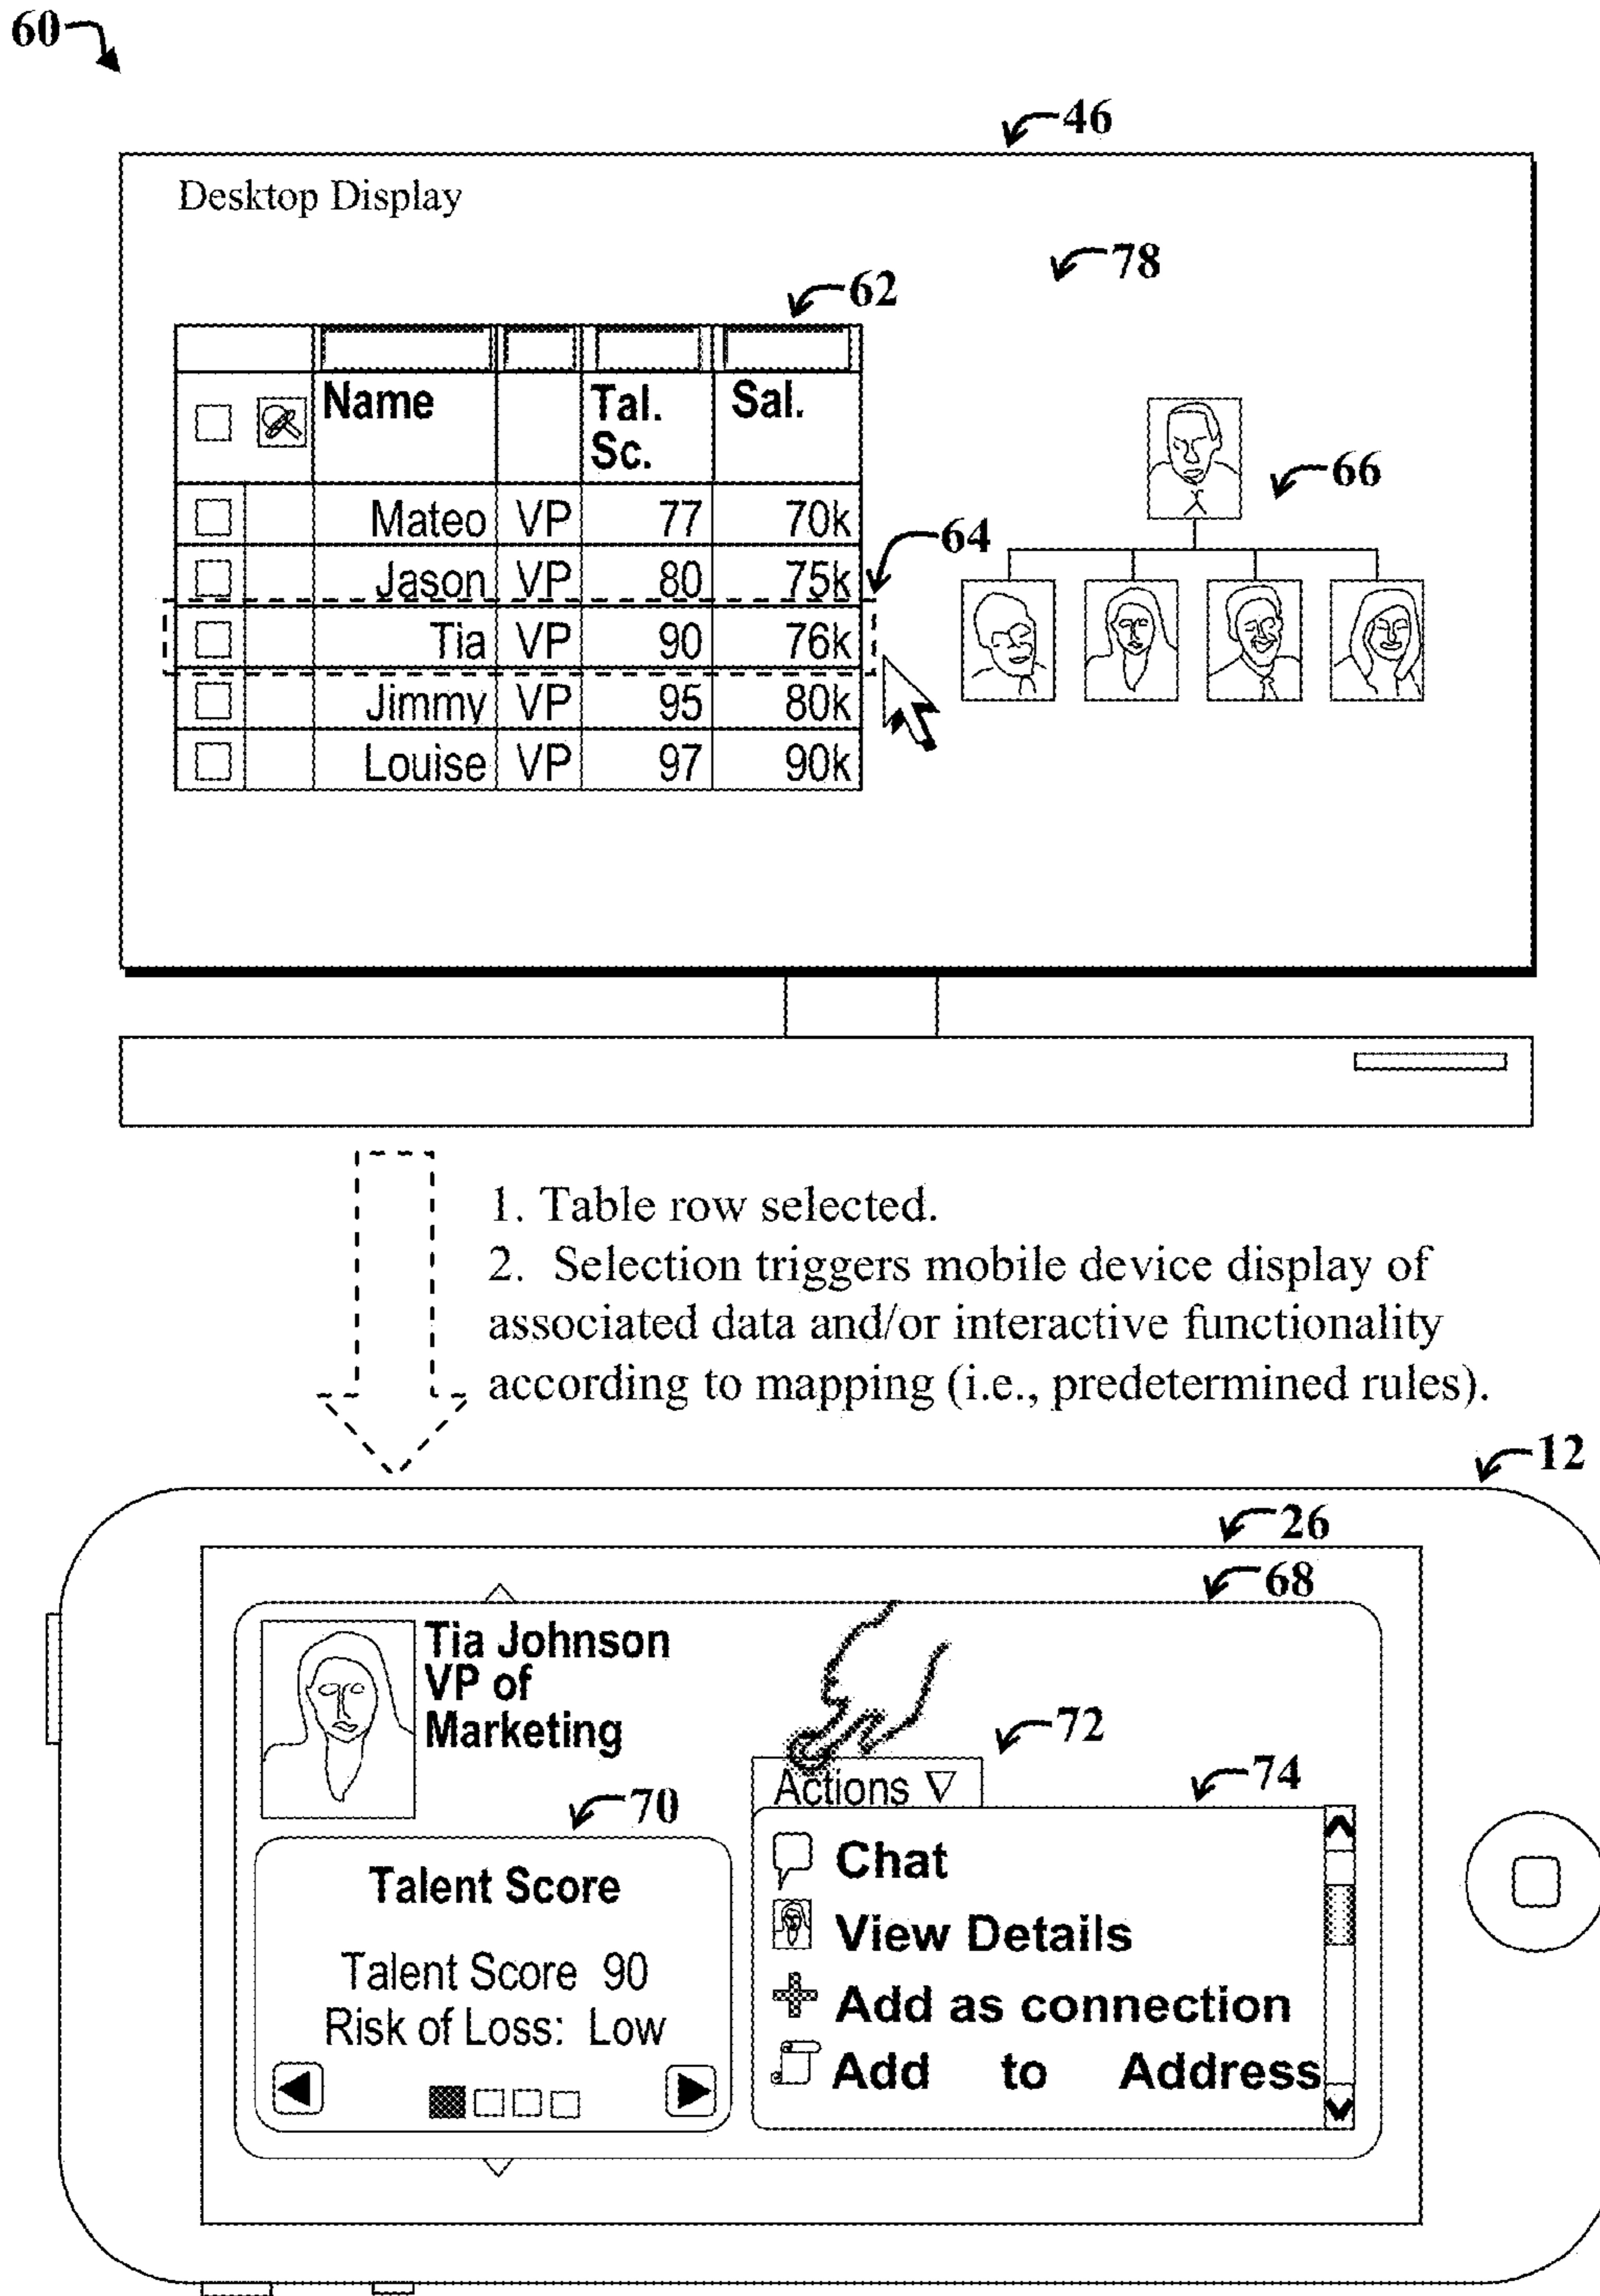 60
46
Desktop Display
78
62
Name Tal. Sal.
Sc.
66
Mateo VP 77 70k
64
Jason VP 80 75k
Tia VP 90 76k
Jimmy VP 95 80k
Louise VP 97 90k
1. Table row selected.
2. Selection triggers mobile device display of
associated data and/or interactive functionality
according to mapping (i.e., predetermined rules).
12
26
68
Tia Johnson
VP of
Marketing
72
74
70
Actions
Talent Score
Talent Score 90
Risk of Loss: Low
Chat
View Details
Add as connection
Add to Address